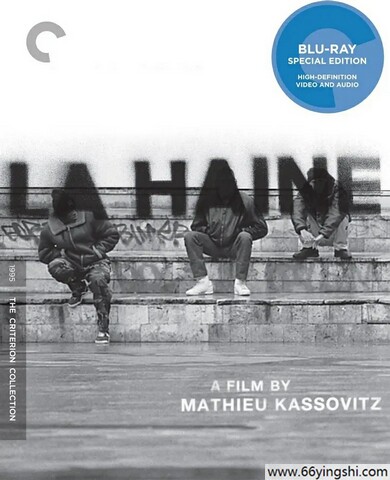 BLU-RAY
SPECIAL EDITION
HIGH-DEFINITION
VIDEO AND AUDIO
LA HAINE
1995 THE CRITERION COLLECTION
A FILM BY
MATHIEU KASSOVITZ
www.66yingshi.com